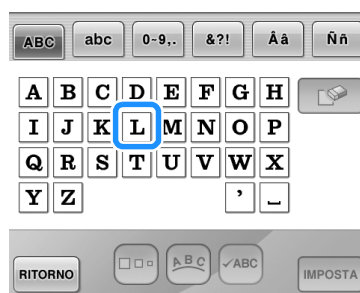 ABC abc 0-9,. &?! Ââ Ññ
A B C D E F G H
I J K L M N O P
Q R S T U V W X
Y Z ’ _
RITORNO ABC ✓ABC IMPOSTA